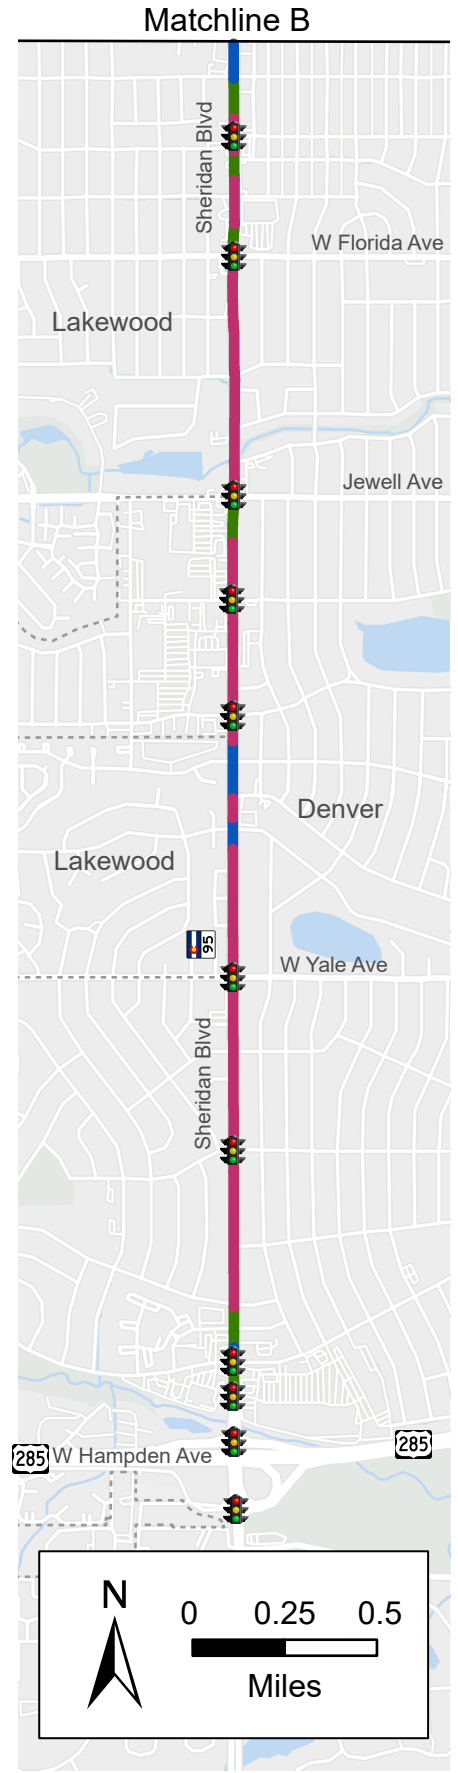 Matchline B
Sheridan Blvd
W Florida Ave
Lakewood
Jewell Ave
Denver
Lakewood
95
W Yale Ave
Sheridan Blvd
285
285 W Hampden Ave
N
0 0.25 0.5
Miles